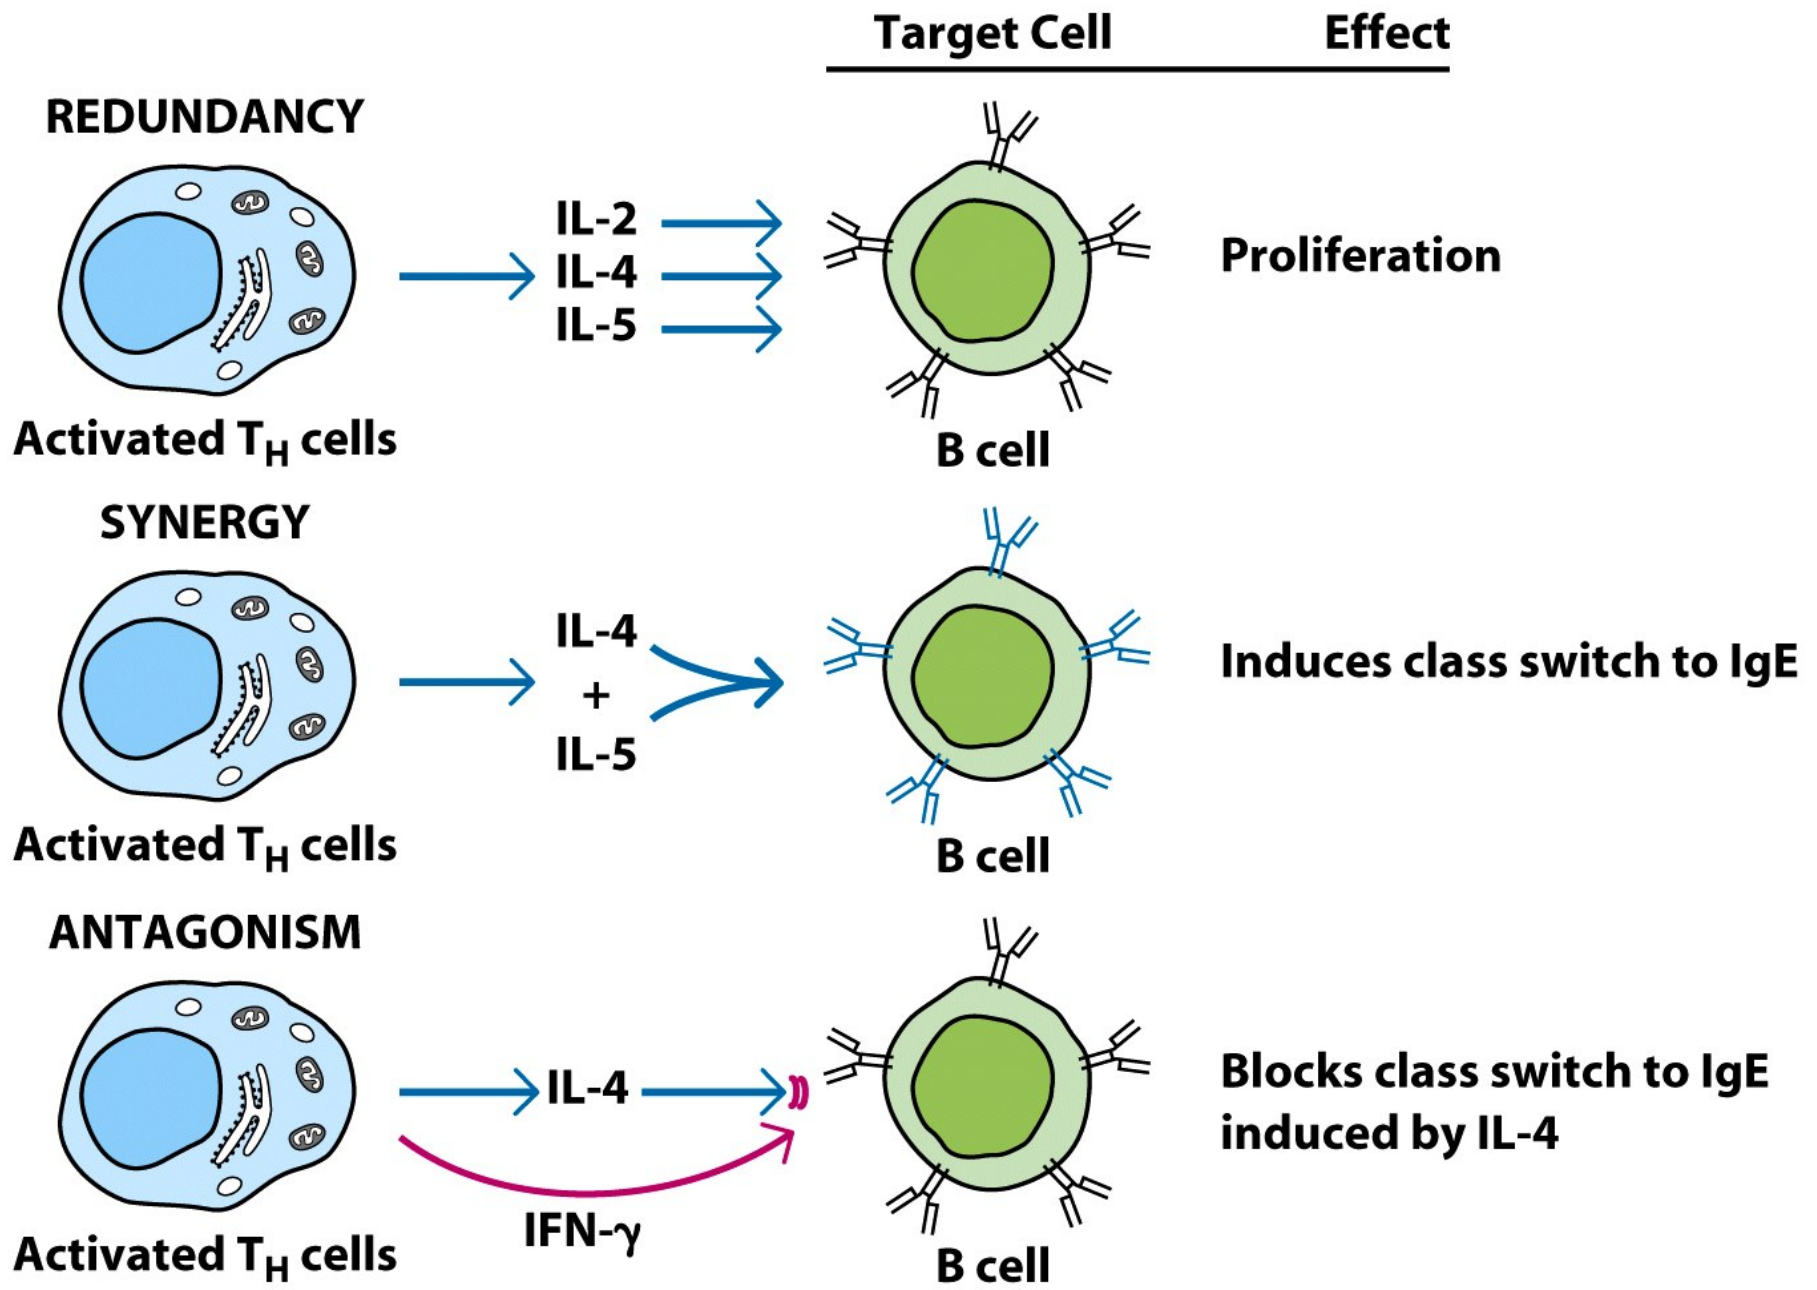 Target Cell Effect
REDUNDANCY
IL-2
IL-4
IL-5
Proliferation
Activated TH cells
B cell
SYNERGY
IL-4
+
IL-5
Induces class switch to IgE
Activated TH cells
B cell
ANTAGONISM
IL-4
Blocks class switch to IgE
induced by IL-4
IFN-γ
Activated TH cells
B cell